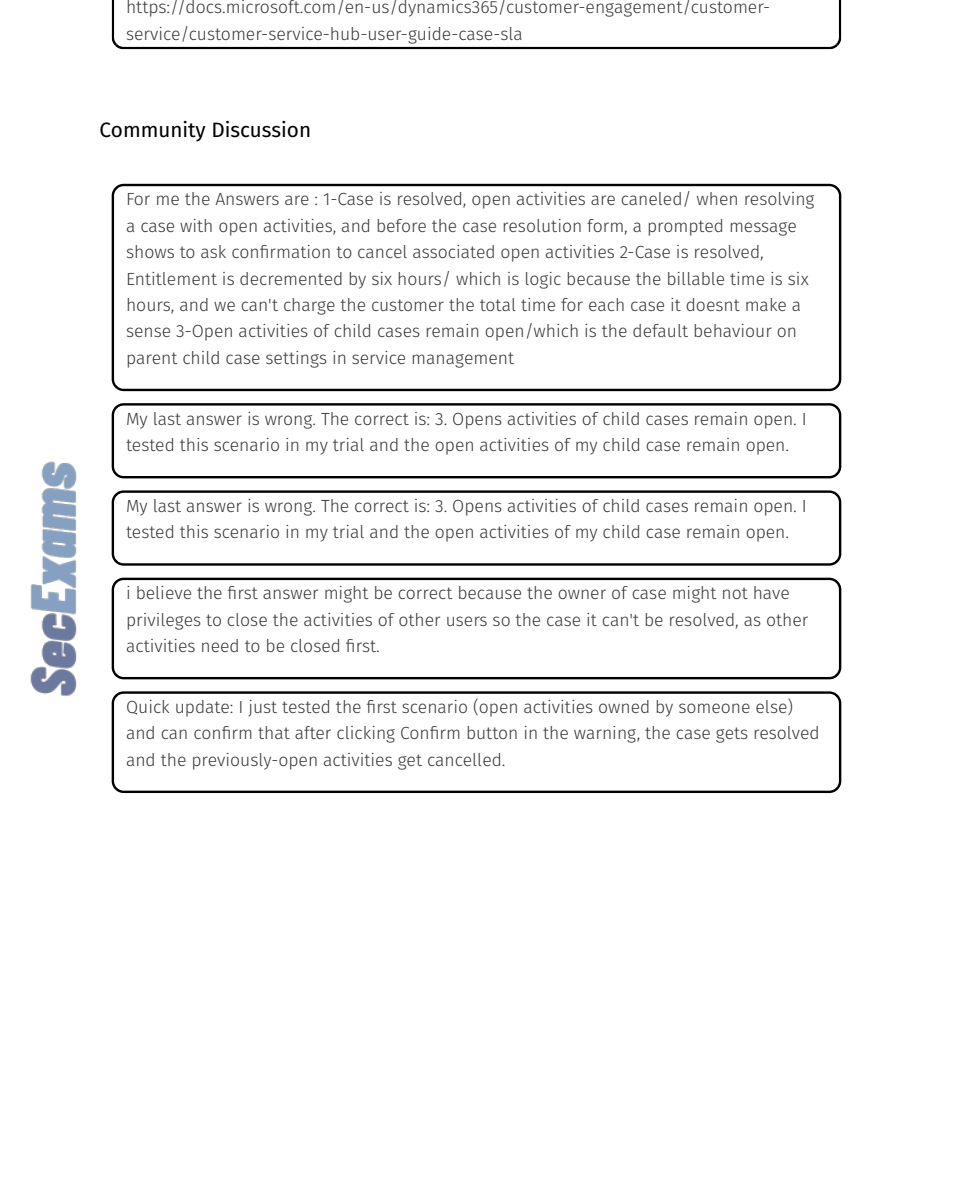 https://docs.microsoft.com/en-us/dynamics365/customer-engagement/customer-
service/customer-service-hub-user-guide-case-sla
Community Discussion
For me the Answers are : 1-Case is resolved, open activities are caneled/ when resolving
a case with open activities, and before the case resolution form, a prompted message
shows to ask confirmation to cancel associated open activities 2-Case is resolved,
Entitlement is decremented by six hours/ which is logic because the billable time is six
hours, and we can't charge the customer the total time for each case it doesnt make a
sense 3-Open activities of child cases remain open/which is the default behaviour on
parent child case settings in service management
My last answer is wrong. The correct is: 3. Opens activities of child cases remain open. I
tested this scenario in my trial and the open activities of my child case remain open.
My last answer is wrong. The correct is: 3. Opens activities of child cases remain open. I
tested this scenario in my trial and the open activities of my child case remain open.
i believe the first answer might be correct because the owner of case might not have
privileges to close the activities of other users so the case it can't be resolved, as other
activities need to be closed first.
Quick update: I just tested the first scenario (open activities owned by someone else)
and can confirm that after clicking Confirm button in the warning, the case gets resolved
and the previously-open activities get cancelled.
SecExams